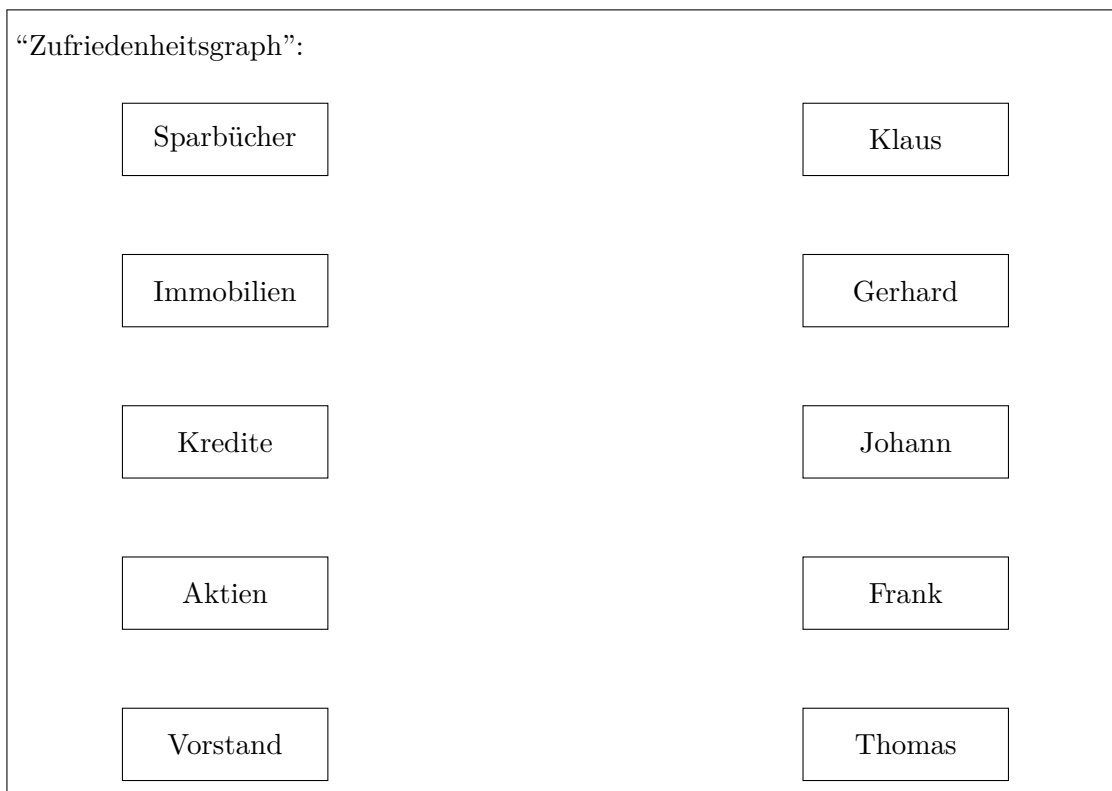 “Zufriedenheitsgraph”:
Sparbücher Klaus
Immobilien Gerhard
Kredite Johann
Aktien Frank
Vorstand Thomas